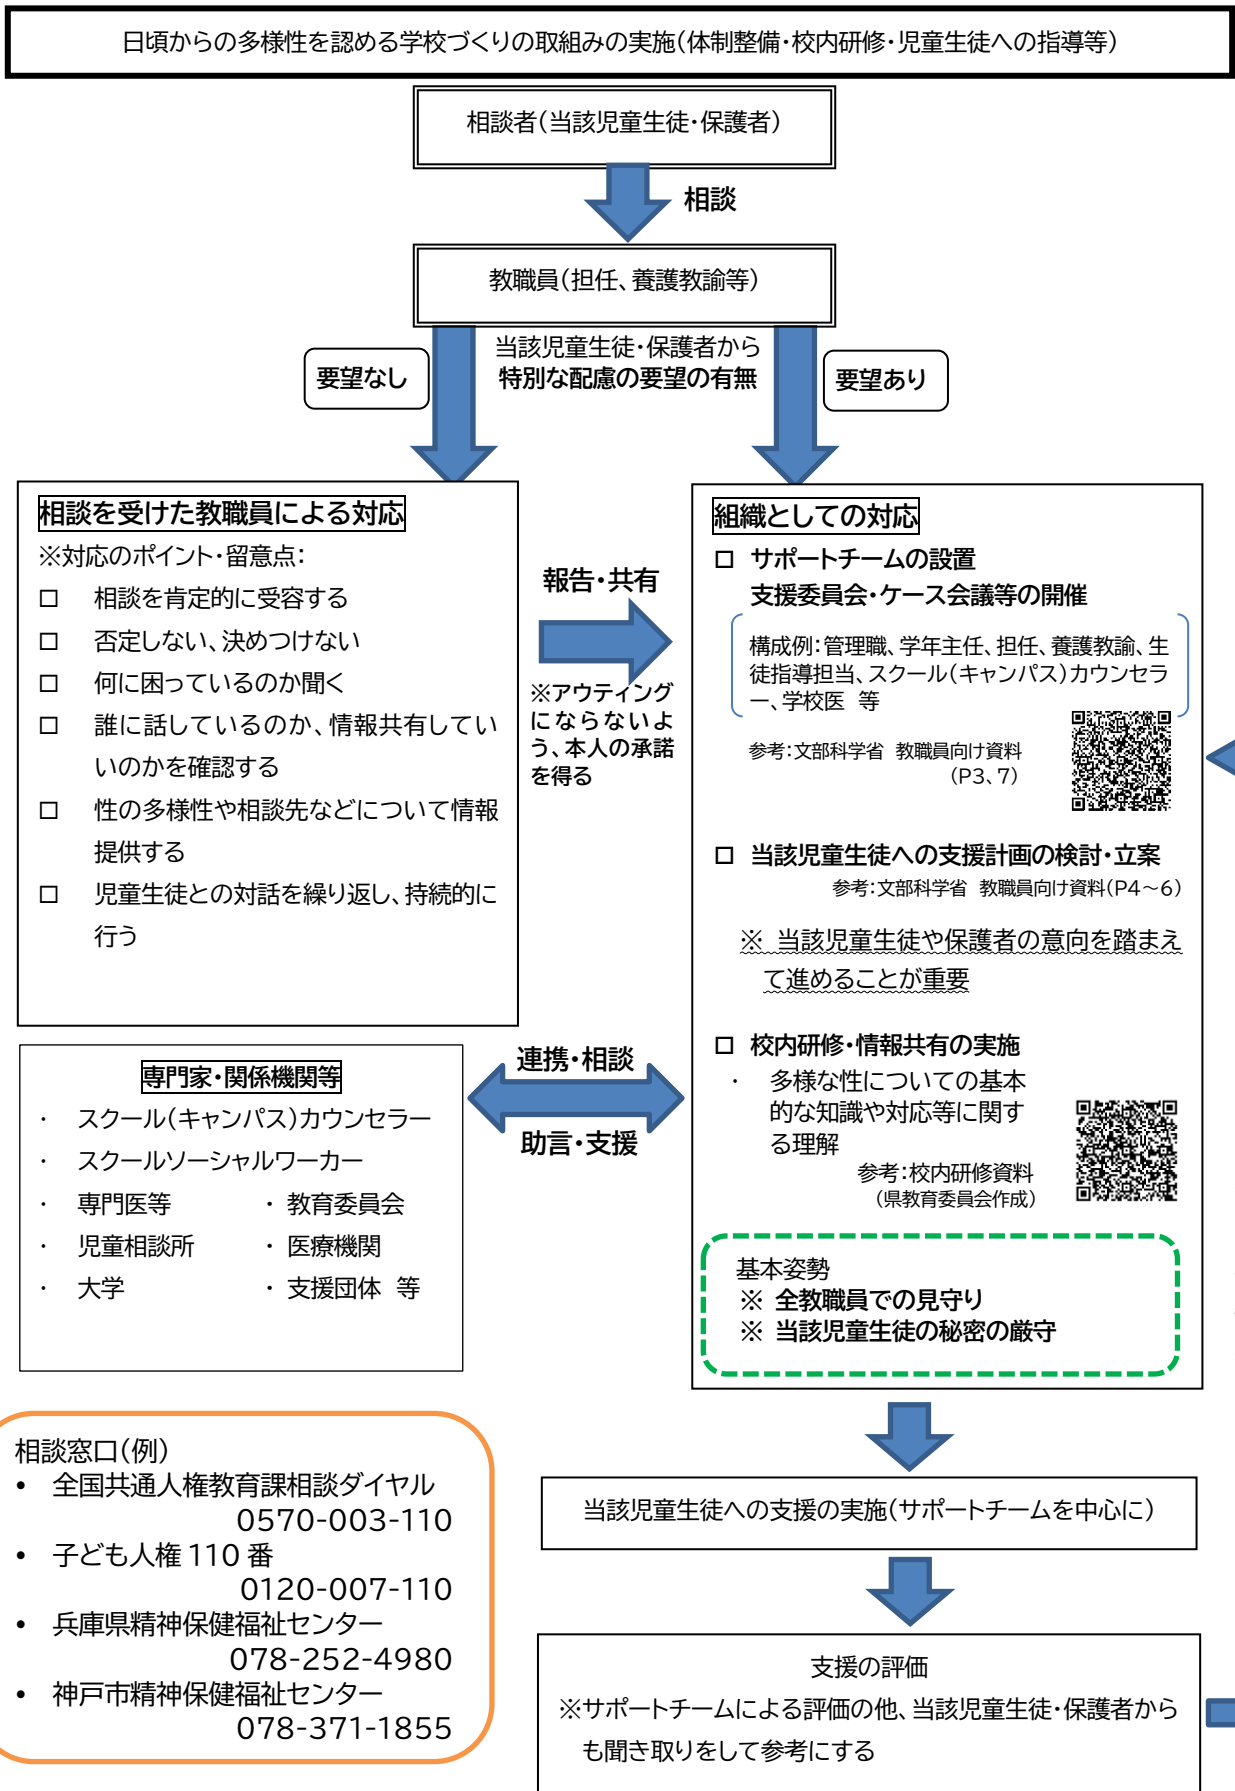 日頃からの多様性を認める学校づくりの取組みの実施(体制整備・校内研修・児童生徒への指導等)
相談者(当該児童生徒・保護者)
相談
教職員(担任、養護教諭等)
当該児童生徒・保護者から
特別な配慮の要望の有無
要望なし
要望あり
相談を受けた教職員による対応
※対応のポイント・留意点:
□ 相談を肯定的に受容する
□ 否定しない、決めつけない
□ 何に困っているのか聞く
□ 誰に話しているのか、情報共有してい
いのかを確認する
□ 性の多様性や相談先などについて情報
提供する
□ 児童生徒との対話を繰り返し、持続的に
行う
報告・共有
※アウティング
にならないよ
う、本人の承諾
を得る
組織としての対応
□ サポートチームの設置
支援委員会・ケース会議等の開催
構成例:管理職、学年主任、担任、養護教諭、生
徒指導担当、スクール(キャンパス)カウンセラ
ー、学校医 等
参考:文部科学省 教職員向け資料
(P3、7)
□ 当該児童生徒への支援計画の検討・立案
参考:文部科学省 教職員向け資料(P4~6)
※ 当該児童生徒や保護者の意向を踏まえ
て進めることが重要
□ 校内研修・情報共有の実施
・ 多様な性についての基本
的な知識や対応等に関す
る理解
参考:校内研修資料
(県教育委員会作成)
基本姿勢
※ 全教職員での見守り
※ 当該児童生徒の秘密の厳守
連携・相談
助言・支援
専門家・関係機関等
・ スクール(キャンパス)カウンセラー
・ スクールソーシャルワーカー
・ 専門医等 ・ 教育委員会
・ 児童相談所 ・ 医療機関
・ 大学 ・ 支援団体 等
相談窓口(例)
• 全国共通人権教育課相談ダイヤル
0570-003-110
• 子ども人権110番
0120-007-110
• 兵庫県精神保健福祉センター
078-252-4980
• 神戸市精神保健福祉センター
078-371-1855
当該児童生徒への支援の実施(サポートチームを中心に)
支援の評価
※サポートチームによる評価の他、当該児童生徒・保護者から
も聞き取りをして参考にする